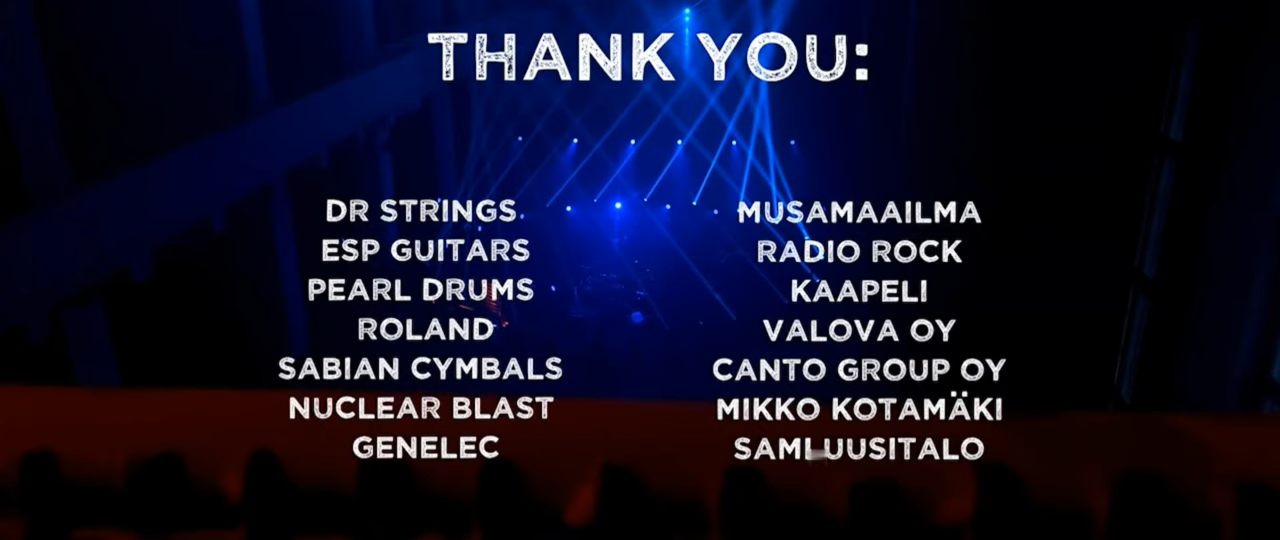 THANK YOU:
DR STRINGS
ESP GUITARS
PEARL DRUMS
ROLAND
SABIAN CYMBALS
NUCLEAR BLAST
GENELEC
MUSAMAAILMA
RADIO ROCK
KAAPELI
VALOVA OY
CANTO GROUP OY
MIKKO KOTAMÄKI
SAMI UUSITALO